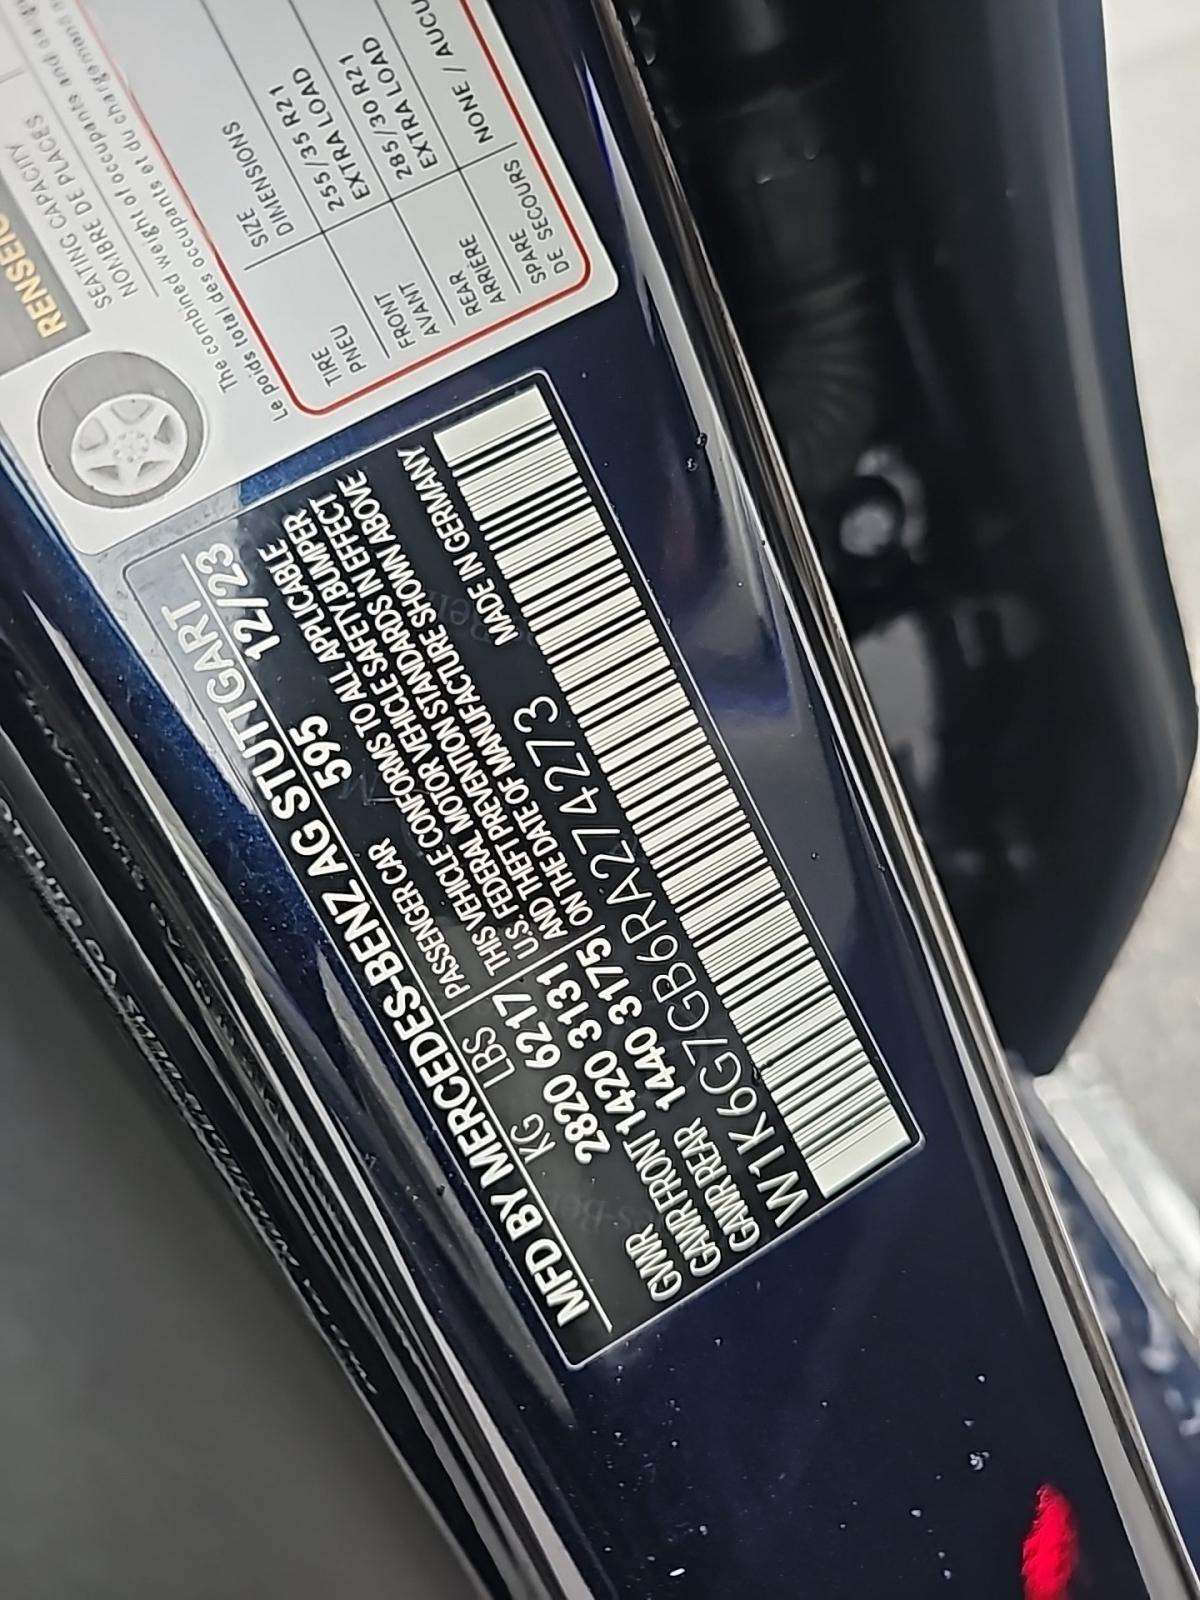 RENSEIG
SEATING CAPACITY
NOMBRE DE PLACES
The combined weight of occupants and
Le poids total des occupants et du chargement
TIRE
PNEU
SIZE
DIMENSIONS
FRONT
AVANT
255/35 R21
EXTRA LOAD
REAR
ARRIERE
285/30 R21
EXTRA LOAD
SPARE
DE SECOURS
NONE / AUCU
MFD BY MERCEDES-BENZ AG STUTTGART
KG LBS PASSENGER CAR 595 12/23
GVWR 2820 6217 THIS VEHICLE CONFORMS TO ALL APPLICABLE
U.S. FEDERAL MOTOR VEHICLE SAFETY, BUMPER
GAWR FRONT 1420 3131 AND THEFT PREVENTION STANDARDS IN EFFECT
GAWR REAR 1440 3175 ON THE DATE OF MANUFACTURE SHOWN ABOVE
W1K6G7GB6RA274273 MADE IN GERMANY